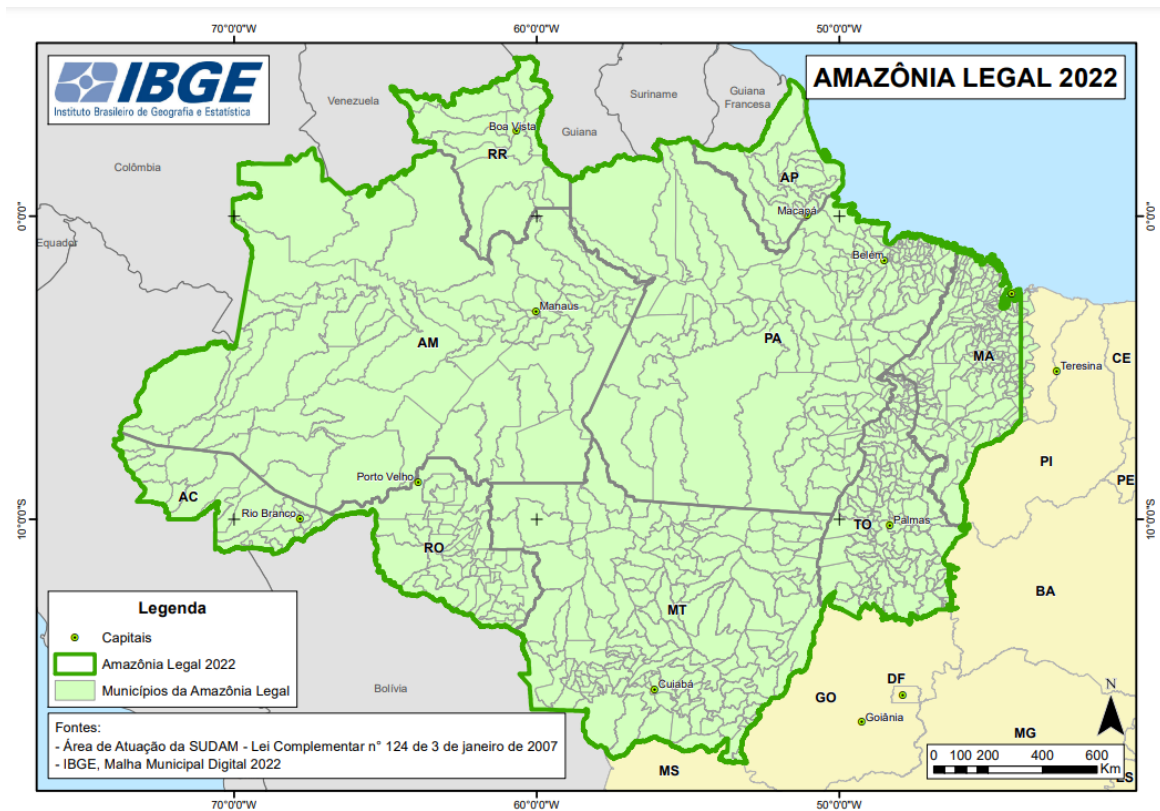 70°0'0"W
60°0'0"W
50°0'0"W
IBGE
Instituto Brasileiro de Geografia e Estatística
AMAZÔNIA LEGAL 2022
Venezuela
Suriname
Guiana
Francesa
Boa Vista
Guiana
RR
Colômbia
AP
Macapá
0°0'0"
0°0'0"
Equador
Belém
Manaus
AM
PA
MA
CE
Teresina
PI
Porto Velho
PE
AC
Rio Branco
10°0'0"S
TO
Palmas
10°0'0"S
RO
BA
MT
Legenda
Capitais
Amazônia Legal 2022
Municípios da Amazônia Legal
Bolívia
Cuiabá
GO
DF
N
Goiânia
Fontes:
- Área de Atuação da SUDAM - Lei Complementar n° 124 de 3 de janeiro de 2007
- IBGE, Malha Municipal Digital 2022
MG
0 100 200 400 600
Km
MS
ES
70°0'0"W
60°0'0"W
50°0'0"W